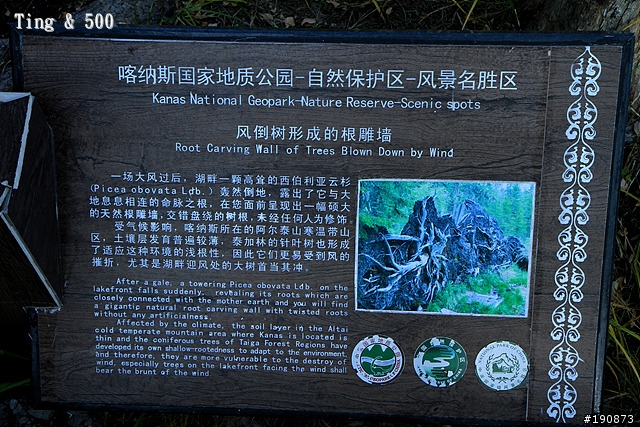 Ting & 500
喀纳斯国家地质公园-自然保护区-风景名胜区
Kanas National Geopark-Nature Reserve-Scenic spots
风倒树形成的根雕墙
Root Carving Wall of Trees Blown Down by Wind
一场大风过后，湖畔一颗高耸的西伯利亚云杉
(Picea obovata Ldb.) 轰然倒地，露出了它与大
地息息相连的命脉之根，在您面前呈现出一幅硕大
的天然根雕墙，交错盘绕的树根，未经任何人为修饰。
受气候影响，喀纳斯所在的阿尔泰山寒温带山
区，土壤层发育普遍较薄，泰加林的针叶树也形成
了适应这种环境的浅根性，因此它们更易受到风的
摧折，尤其是湖畔迎风处的大树首当其冲。
After a gale, a towering Picea obovata Ldb. on the
lakefront falls suddenly, revbaling its roots which are
closely connected with the mother earth and you will find
a gigantic natural root carving wall with twisted roots
without any artificialness.
Affected by the climate, the soil layer in the Altai
cold temperate mountain area where Kanas is located is
thin and the coniferous trees of Taiga Forest Regions have
developed its own shallow-rootedness to adapt to the environment,
and therefore, they are more vulnerable to the destroy of
wind, especially trees on the lakefront facing the wind shall
bear the brunt of the wind.
#190873